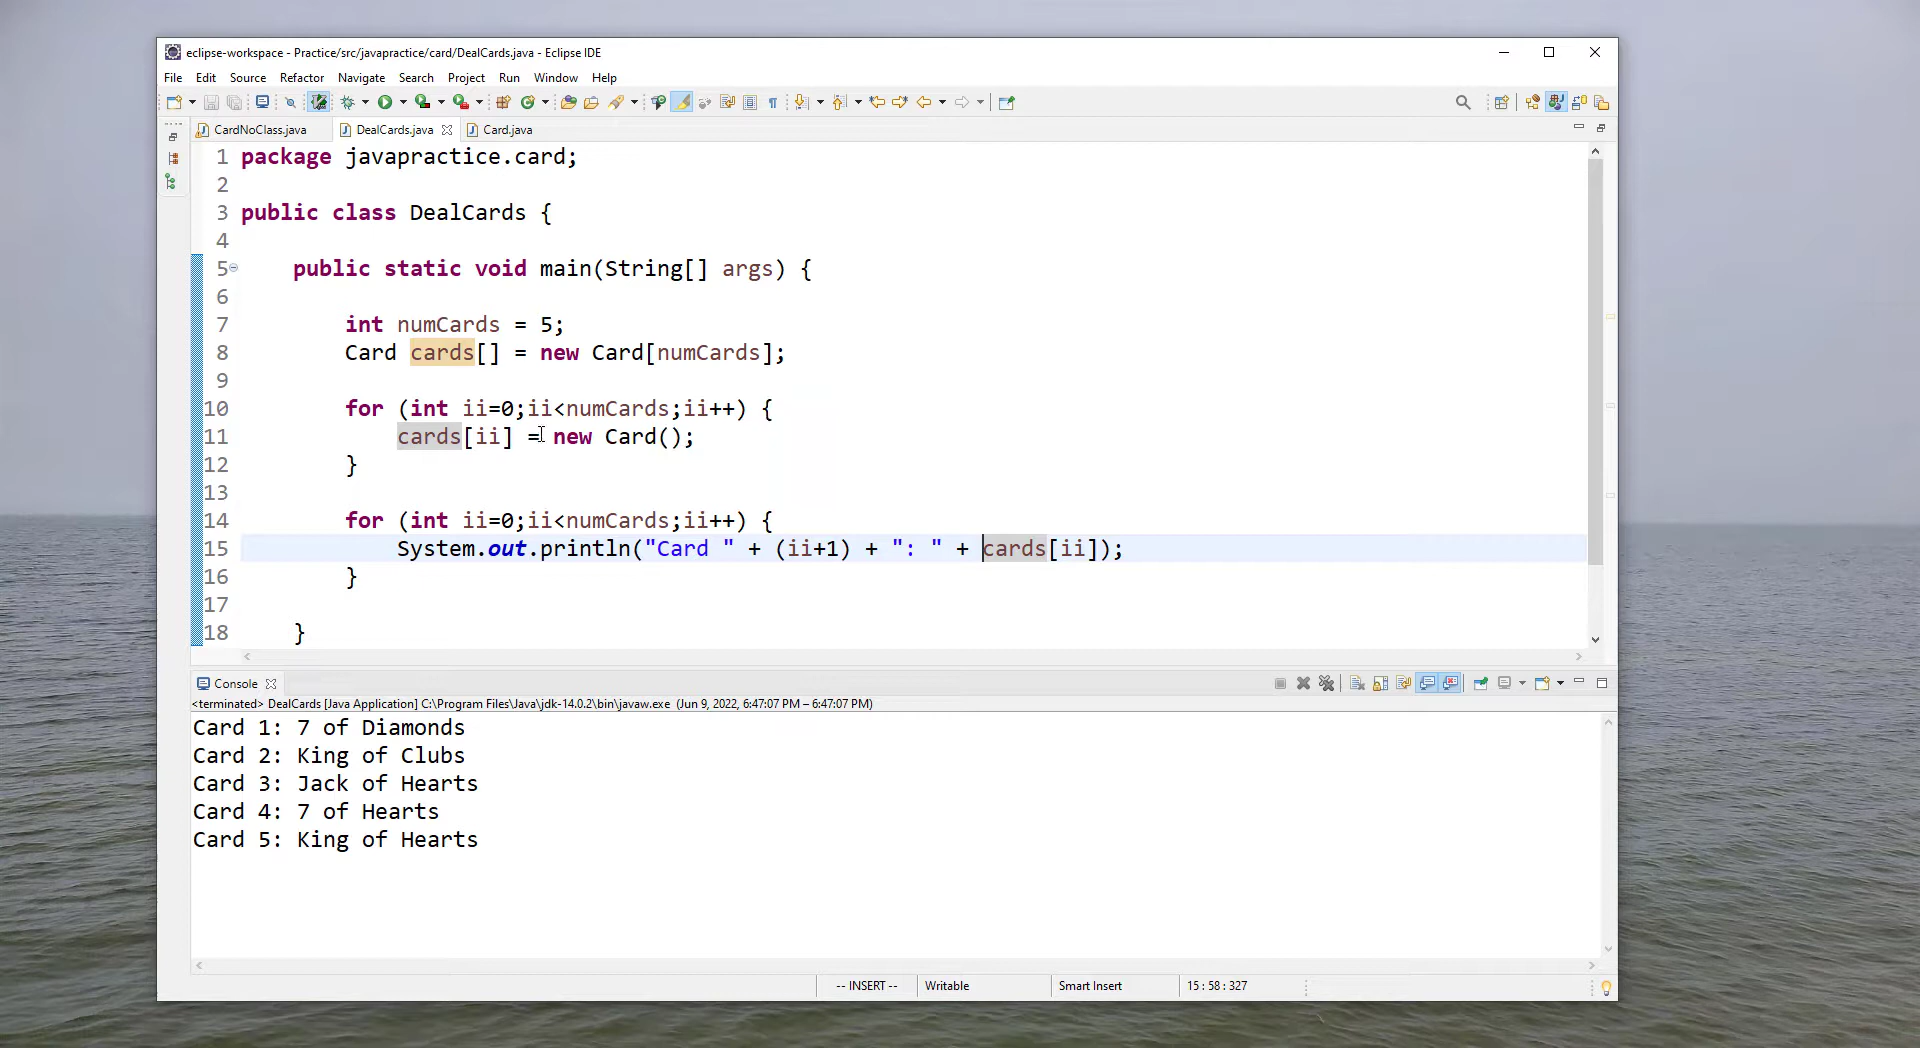 eclipse-workspace - Practice/src/javapractice/card/DealCards.java - Eclipse IDE
File Edit Source Refactor Navigate Search Project Run Window Help
CardNoClass.java DealCards.java Card.java
1 package javapractice.card;
2
3 public class DealCards {
4
5 public static void main(String[] args) {
6
7 int numCards = 5;
8 Card cards[] = new Card[numCards];
9
10 for (int ii=0;ii<numCards;ii++) {
11 cards[ii] = new Card();
12 }
13
14 for (int ii=0;ii<numCards;ii++) {
15 System.out.println("Card " + (ii+1) + ": " + cards[ii]);
16 }
17
18 }
Console
<terminated> DealCards [Java Application] C:\Program Files\Java\jdk-14.0.2\bin\javaw.exe (Jun 9, 2022, 6:47:07 PM – 6:47:07 PM)
Card 1: 7 of Diamonds
Card 2: King of Clubs
Card 3: Jack of Hearts
Card 4: 7 of Hearts
Card 5: King of Hearts
-- INSERT -- Writable Smart Insert 15 : 58 : 327